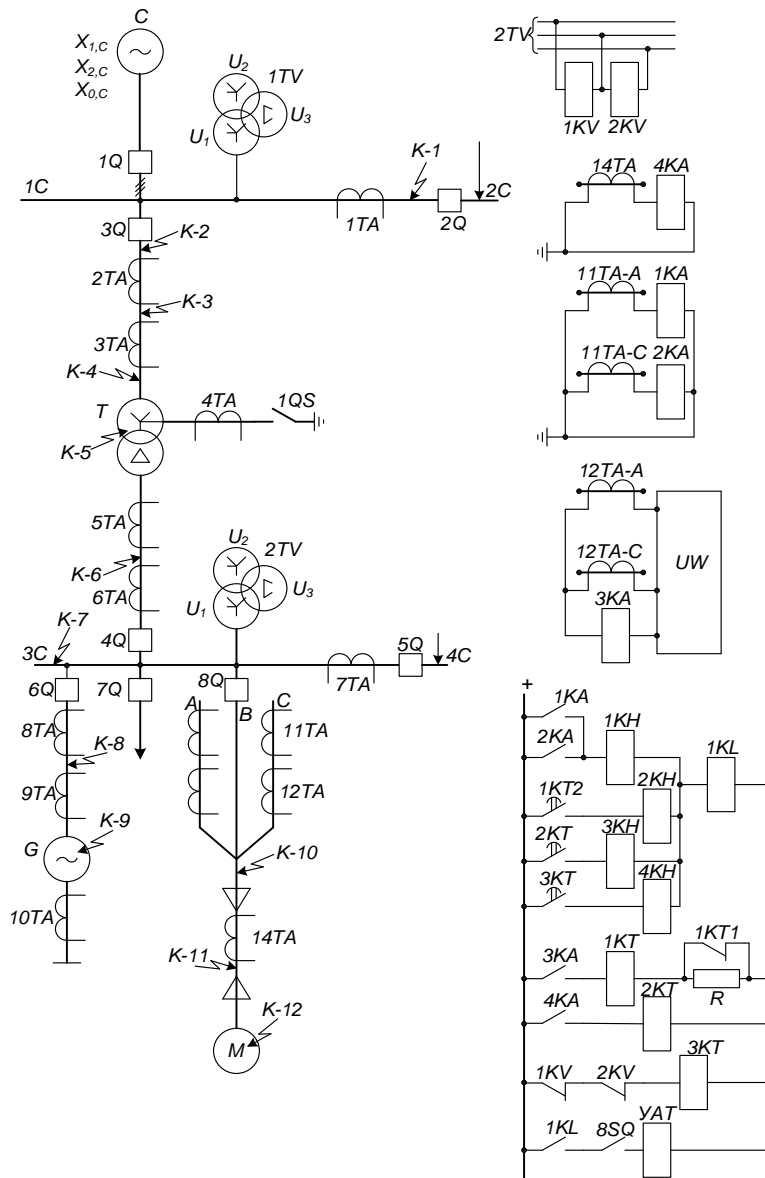 C
X1,C
X2,C
X0,C
U2
1TV
U1
U3
1Q
K-1
1C
2C
1TA
2Q
3Q
K-2
2TA
K-3
3TA
K-4
T
4TA
1QS
K-5
5TA
K-6
6TA
U2
2TV
U1
U3
K-7
4Q
3C
5Q
4C
7TA
6Q
7Q
8Q
A
B
C
8TA
11TA
K-8
9TA
12TA
G
K-9
K-10
10TA
14TA
K-11
K-12
M
2TV
1KV
2KV
14TA
4KA
11TA-A
1KA
11TA-C
2KA
12TA-A
12TA-C
UW
3KA
+
1KA
1KH
2KA
1KL
1KT2
2KH
2KT
3KH
3KT
4KH
1KT1
3KA
1KT
R
4KA
2KT
1KV
2KV
3KT
1KL
8SQ
УАТ